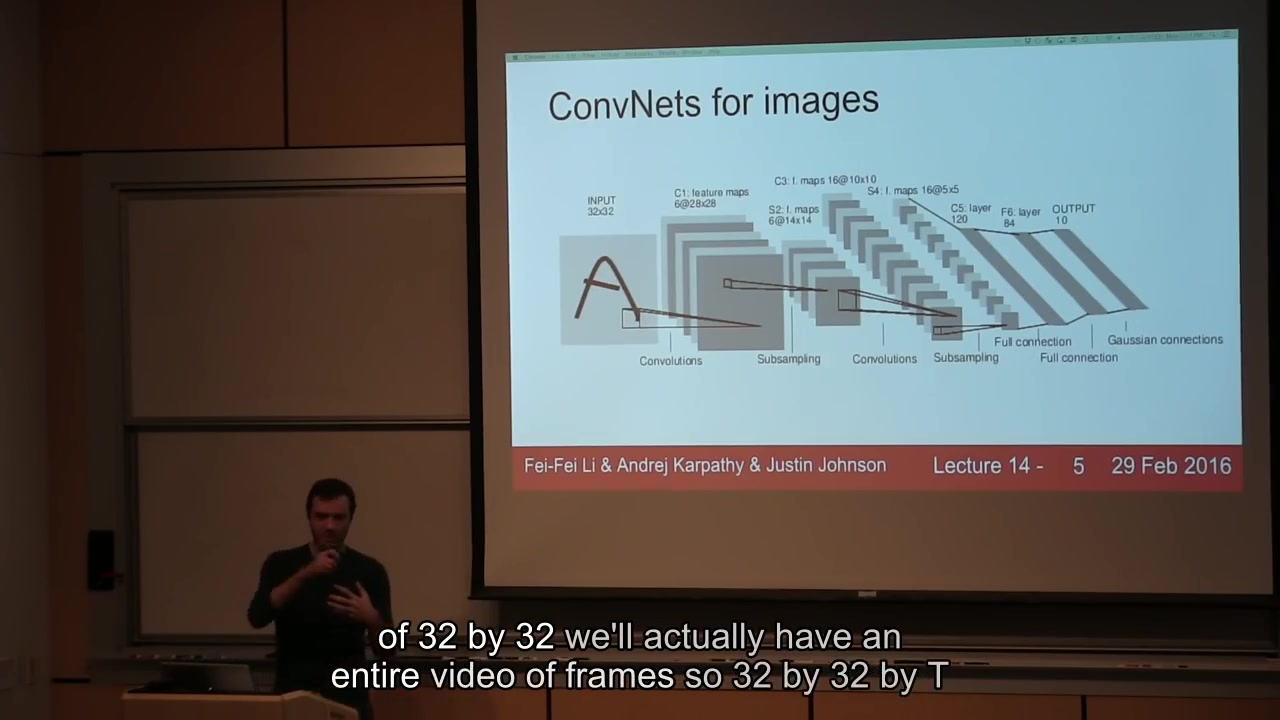 ConvNets for images
INPUT
32x32
C1: feature maps
6@28x28
S2: f. maps
6@14x14
C3: f. maps 16@10x10
S4: f. maps 16@5x5
C5: layer
120
F6: layer
84
OUTPUT
10
A
Convolutions
Subsampling
Convolutions
Subsampling
Full connection
Full connection
Gaussian connections
Fei-Fei Li & Andrej Karpathy & Justin Johnson
Lecture 14 - 5
29 Feb 2016
of 32 by 32 we'll actually have an
entire video of frames so 32 by 32 by T